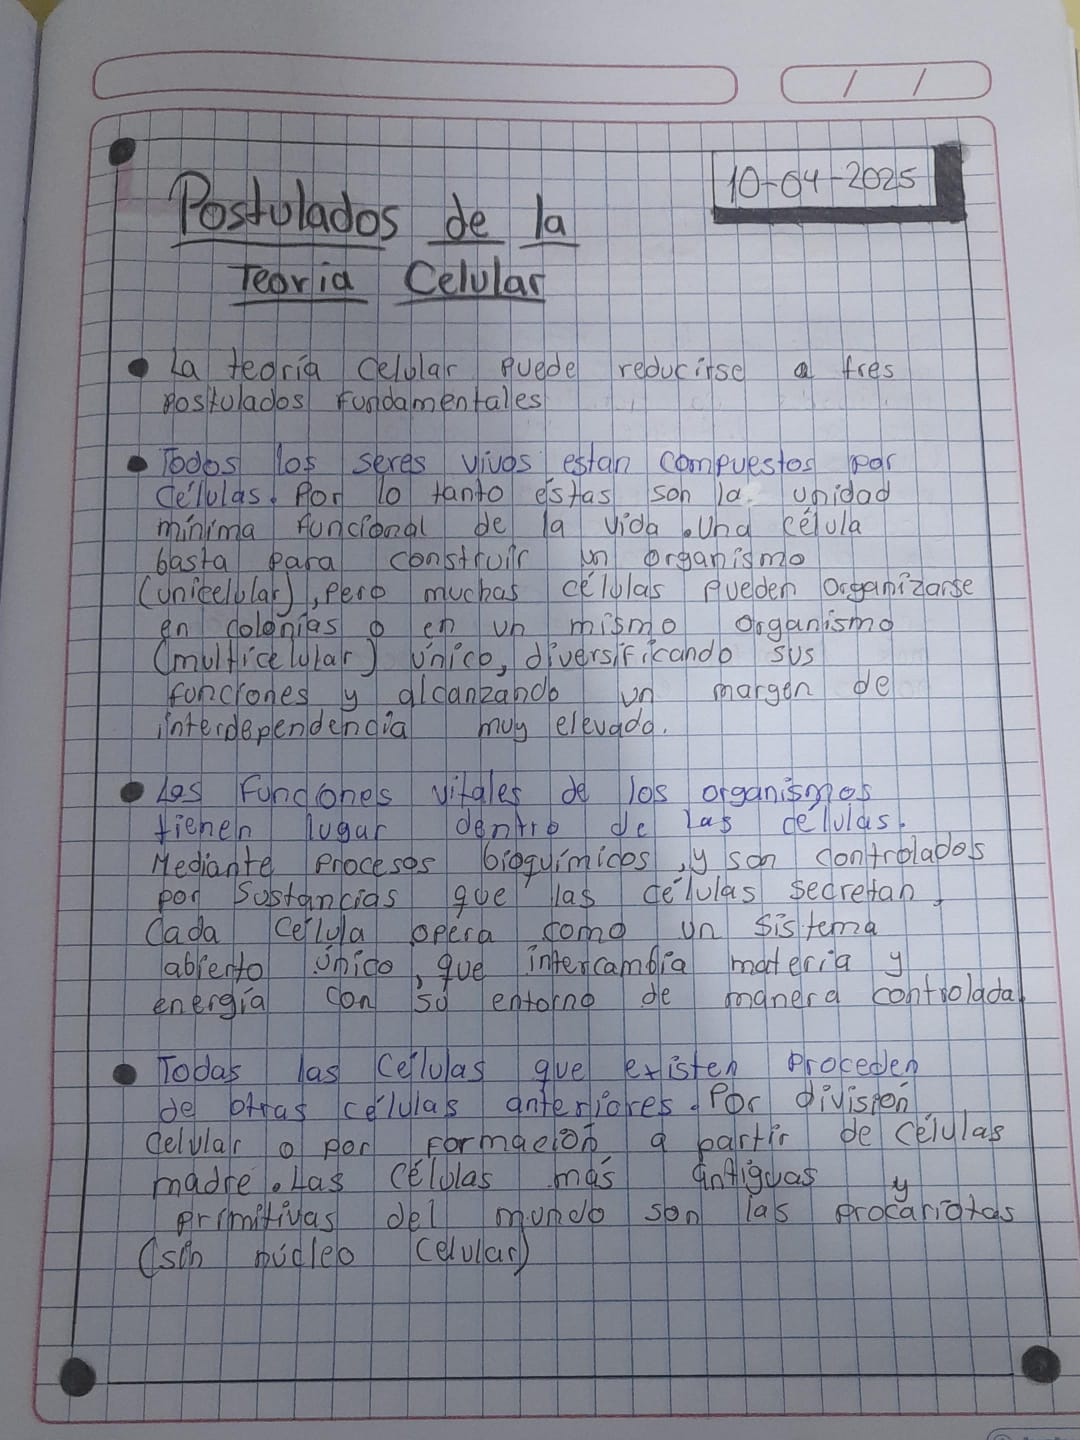 10-04-2025
Postulados de la
Teoria Celular
La teoría celular puede reducirse a tres
postulados fundamentales
Todos los seres vivos estan compuestos por
células. Por lo tanto éstas son la unidad
mínima funcional de la vida. Una célula
basta para construir un organismo
(unicelular), pero muchas células pueden organizarse
en colonias o en un mismo organismo
(multicelular) único, diversificando sus
funciones y alcanzando un margen de
interdependencia muy elevado.
Las Funciones vitales de los organismos
tienen lugar dentro de las células.
Mediante procesos bioquímicos, y son controlados
por Sustancias que las células secretan.
Cada Célula opera como un sistema
abierto único, que intercambia materia y
energía con su entorno de manera controlada
Todas las Células que existen proceden
de otras células anteriores. Por división
Celular o por formación a partir de células
madre. Las Células más antiguas y
primitivas del mundo son las procariotas
(sin núcleo celular)